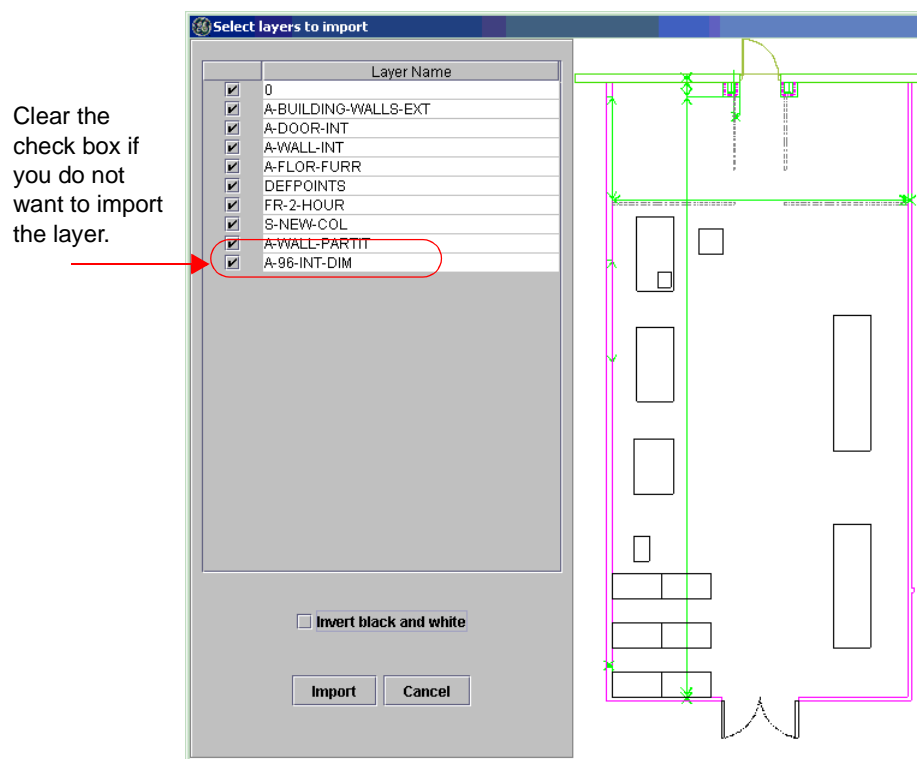 Select layers to import
Clear the
check box if
you do not
want to import
the layer.
Layer Name
0
A-BUILDING-WALLS-EXT
A-DOOR-INT
A-WALL-INT
A-FLOR-FURR
DEFPOINTS
FR-2-HOUR
S-NEW-COL
A-WALL-PARTIT
A-96-INT-DIM
Invert black and white
Import
Cancel